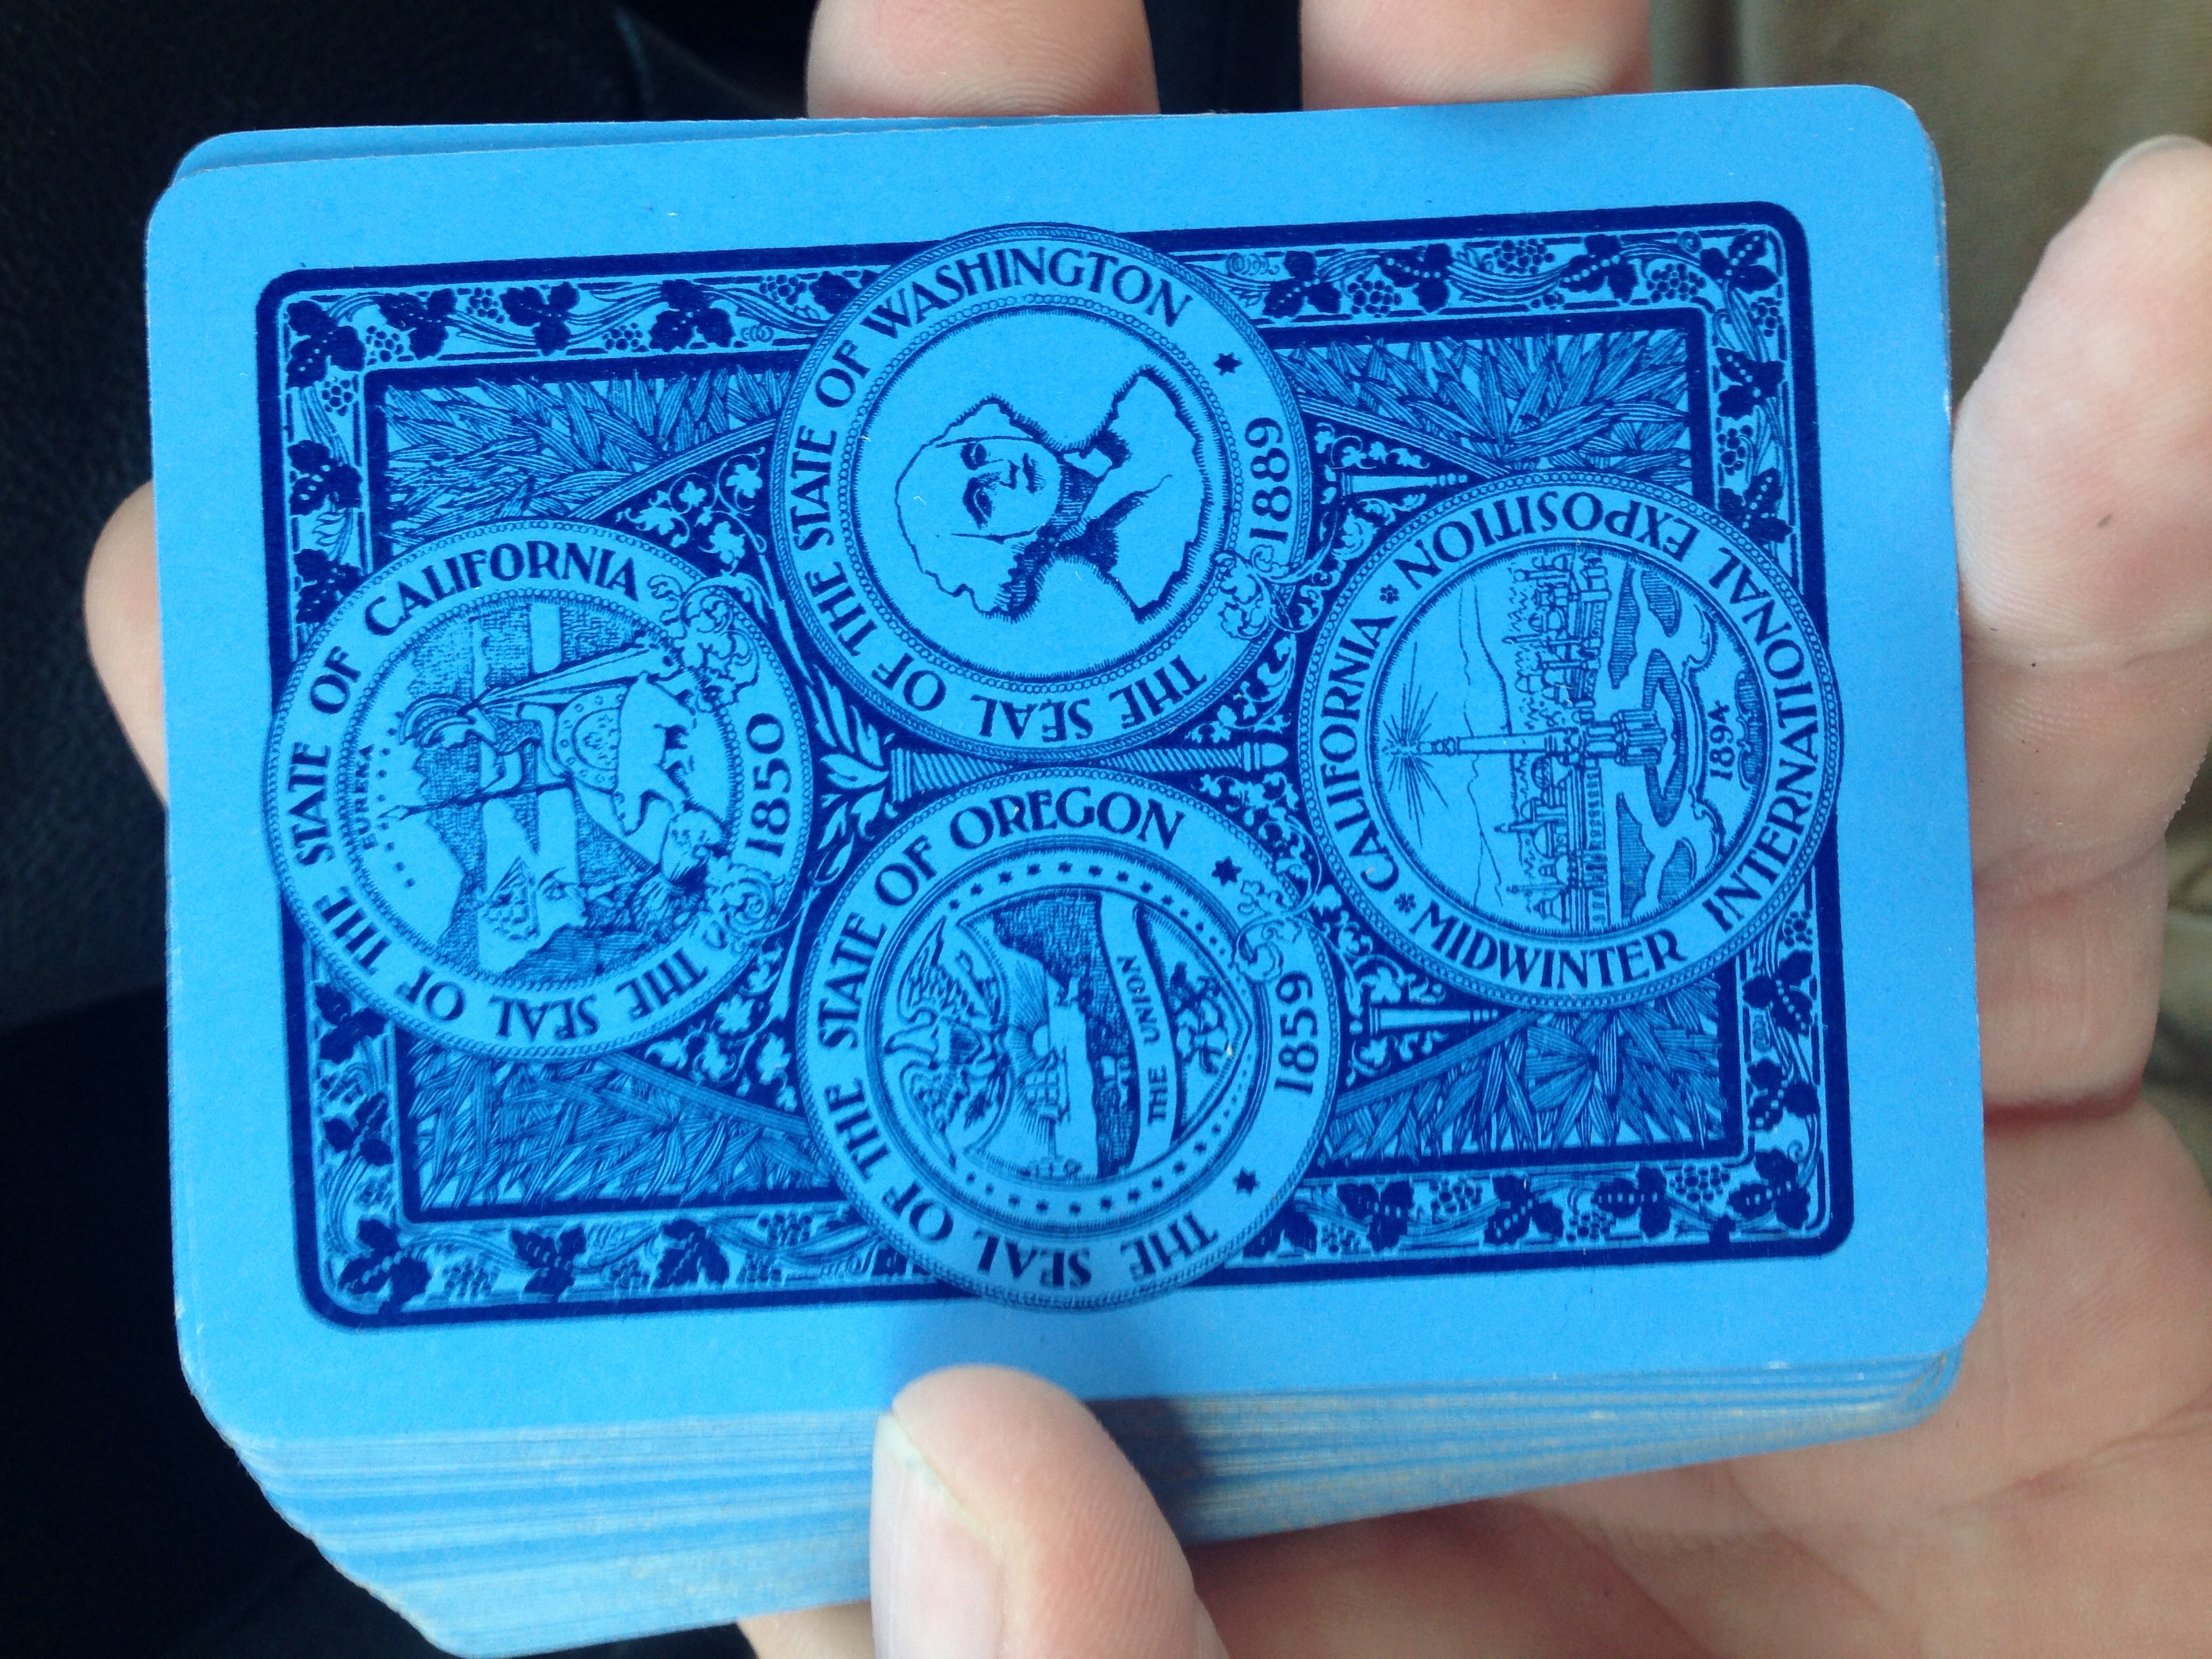 THE SEAL OF THE STATE OF WASHINGTON
1889
THE SEAL OF THE STATE OF CALIFORNIA
EUREKA
1850
THE SEAL OF THE STATE OF OREGON
THE UNION
1859
CALIFORNIA
MIDWINTER INTERNATIONAL EXPOSITION
1894